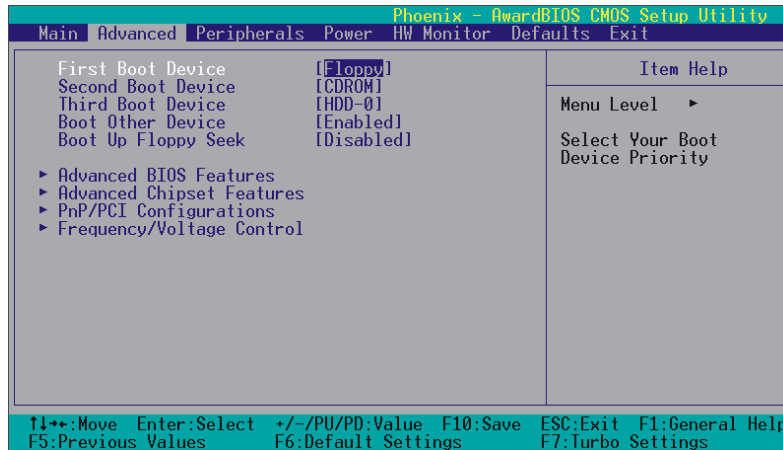 Phoenix - AwardBIOS CMOS Setup Utility
Main Advanced Peripherals Power HW Monitor Defaults Exit
First Boot Device [Floppy]
Second Boot Device [CDROM]
Third Boot Device [HDD-0]
Boot Other Device [Enabled]
Boot Up Floppy Seek [Disabled]
► Advanced BIOS Features
► Advanced Chipset Features
► PnP/PCI Configurations
► Frequency/Voltage Control
Item Help
Menu Level ►
Select Your Boot
Device Priority
↑↓→←:Move Enter:Select +/-/PU/PD:Value F10:Save ESC:Exit F1:General Help
F5:Previous Values F6:Default Settings F7:Turbo Settings